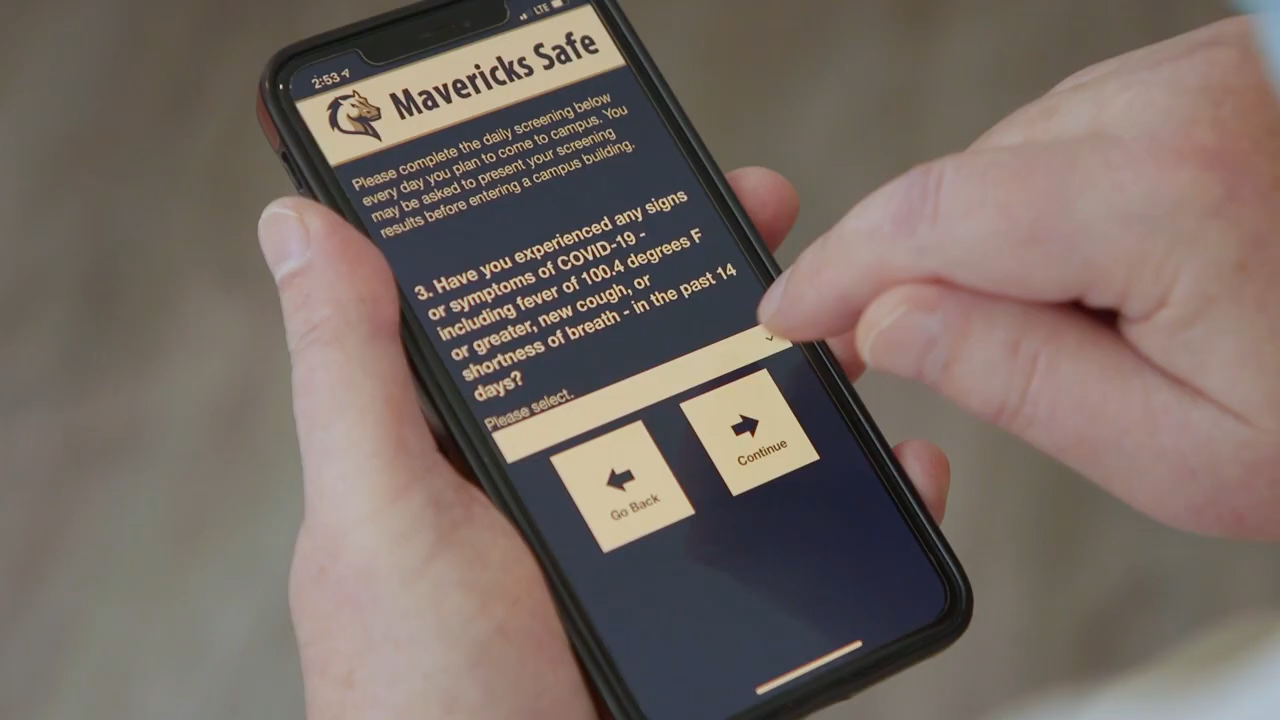 2:53
LTE
Mavericks Safe
Please complete the daily screening below
every day you plan to come to campus. You
may be asked to present your screening
results before entering a campus building.
3. Have you experienced any signs
or symptoms of COVID-19 -
including fever of 100.4 degrees F
or greater, new cough, or
shortness of breath - in the past 14
days?
Please select.
Go Back
Continue